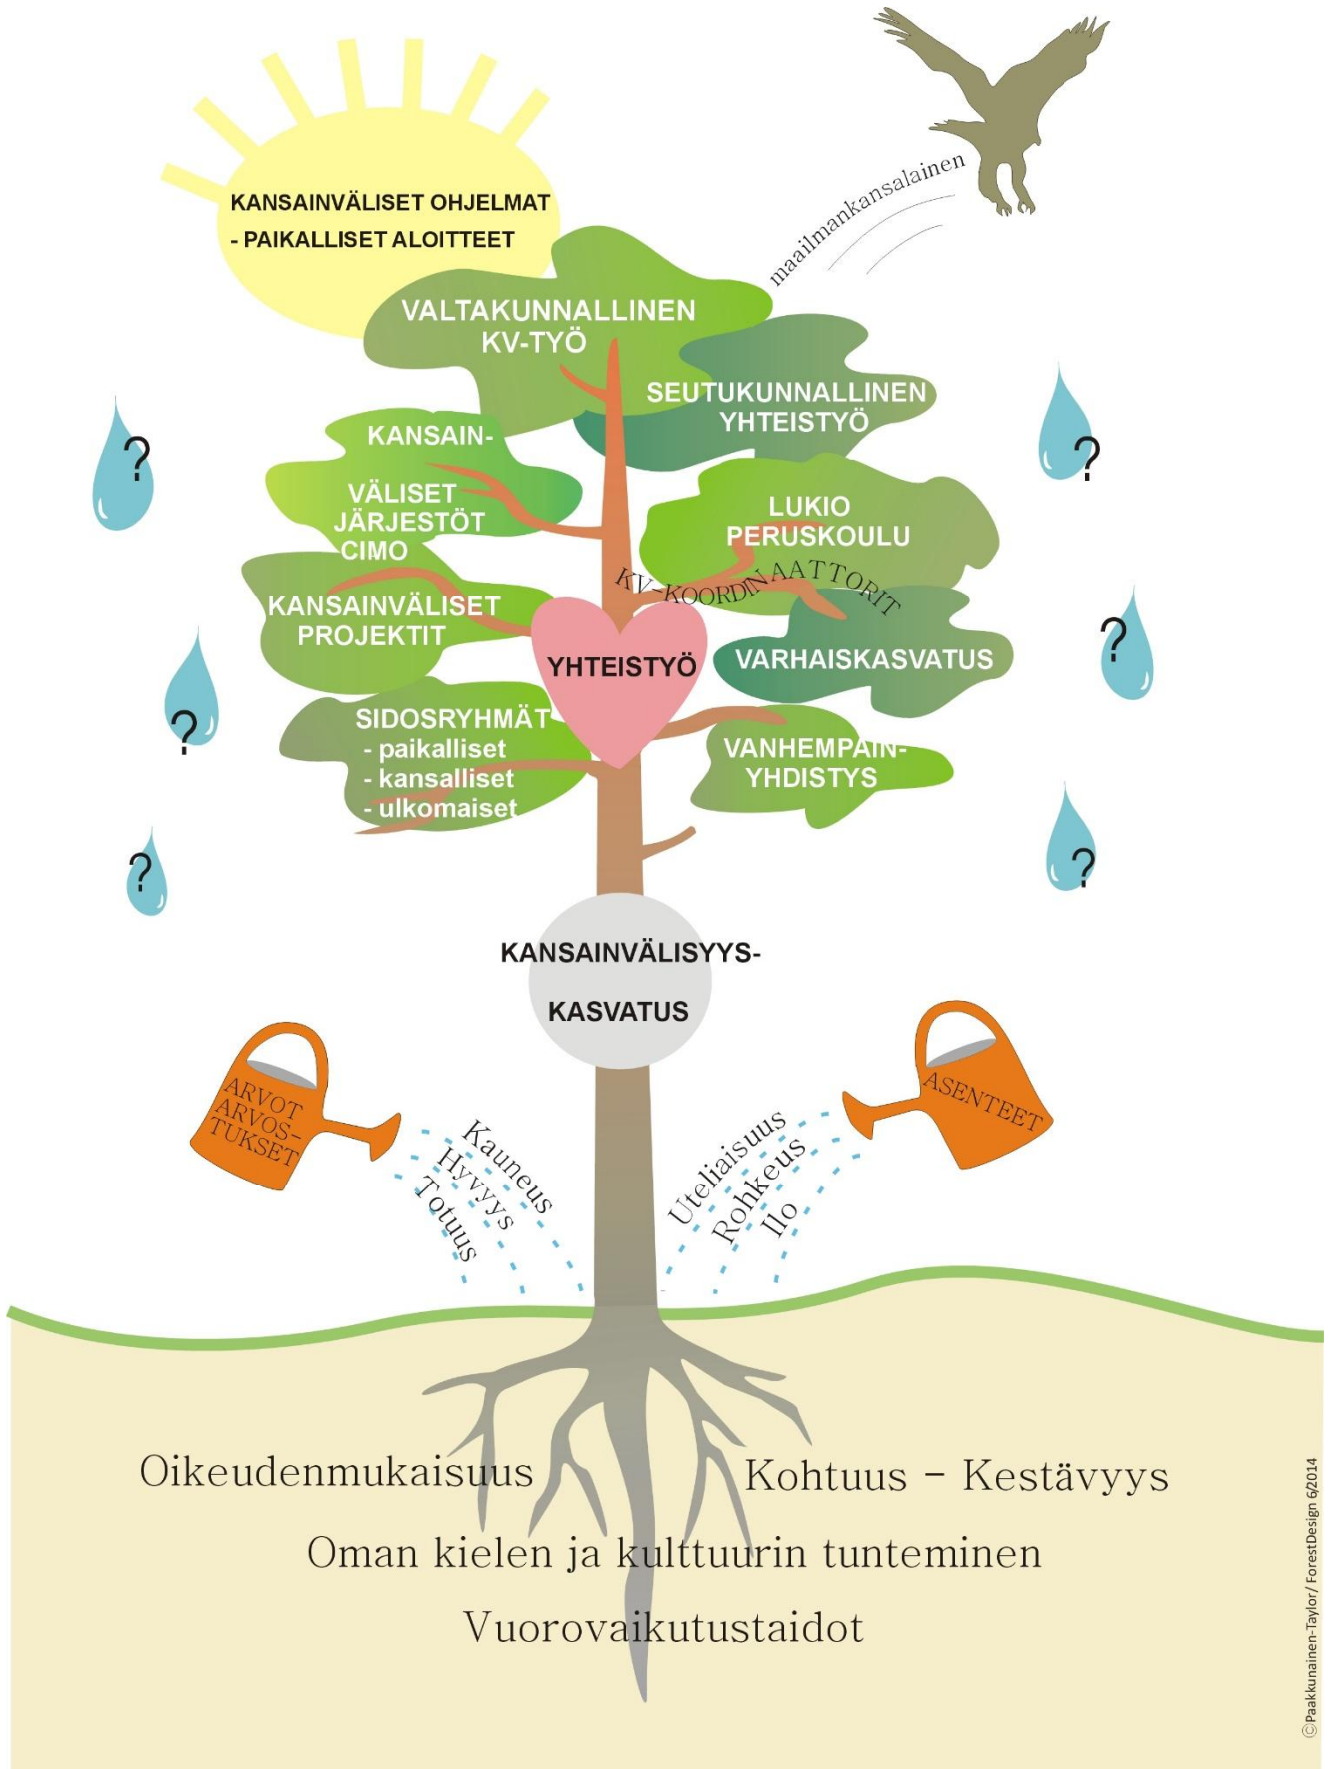 KANSAINVÄLISET OHJELMAT
- PAIKALLISET ALOITTEET
maailmankansalainen
VALTAKUNNALLINEN
KV-TYÖ
SEUTUKUNNALLINEN
YHTEISTYÖ
KANSAIN-
VÄLISET
JÄRJESTÖT
CIMO
LUKIO
PERUSKOULU
KV-KOORDINAATTORIT
KANSAINVÄLISET
PROJEKTIT
YHTEISTYÖ
VARHAISKASVATUS
SIDOSRYHMÄT
- paikalliset
- kansalliset
- ulkomaiset
VANHEMPAIN-
YHDISTYS
?
?
?
?
?
?
KANSAINVÄLISYYS-
KASVATUS
ARVOT
ARVOS-
TUKSET
Kauneus
Hyvyys
Totuus
ASENTEET
Uteliaisuus
Rohkeus
Ilo
Oikeudenmukaisuus
Kohtuus - Kestävyys
Oman kielen ja kulttuurin tunteminen
Vuorovaikutustaidot
©Paakkunainen-Taylor/ ForestDesign 6/2014